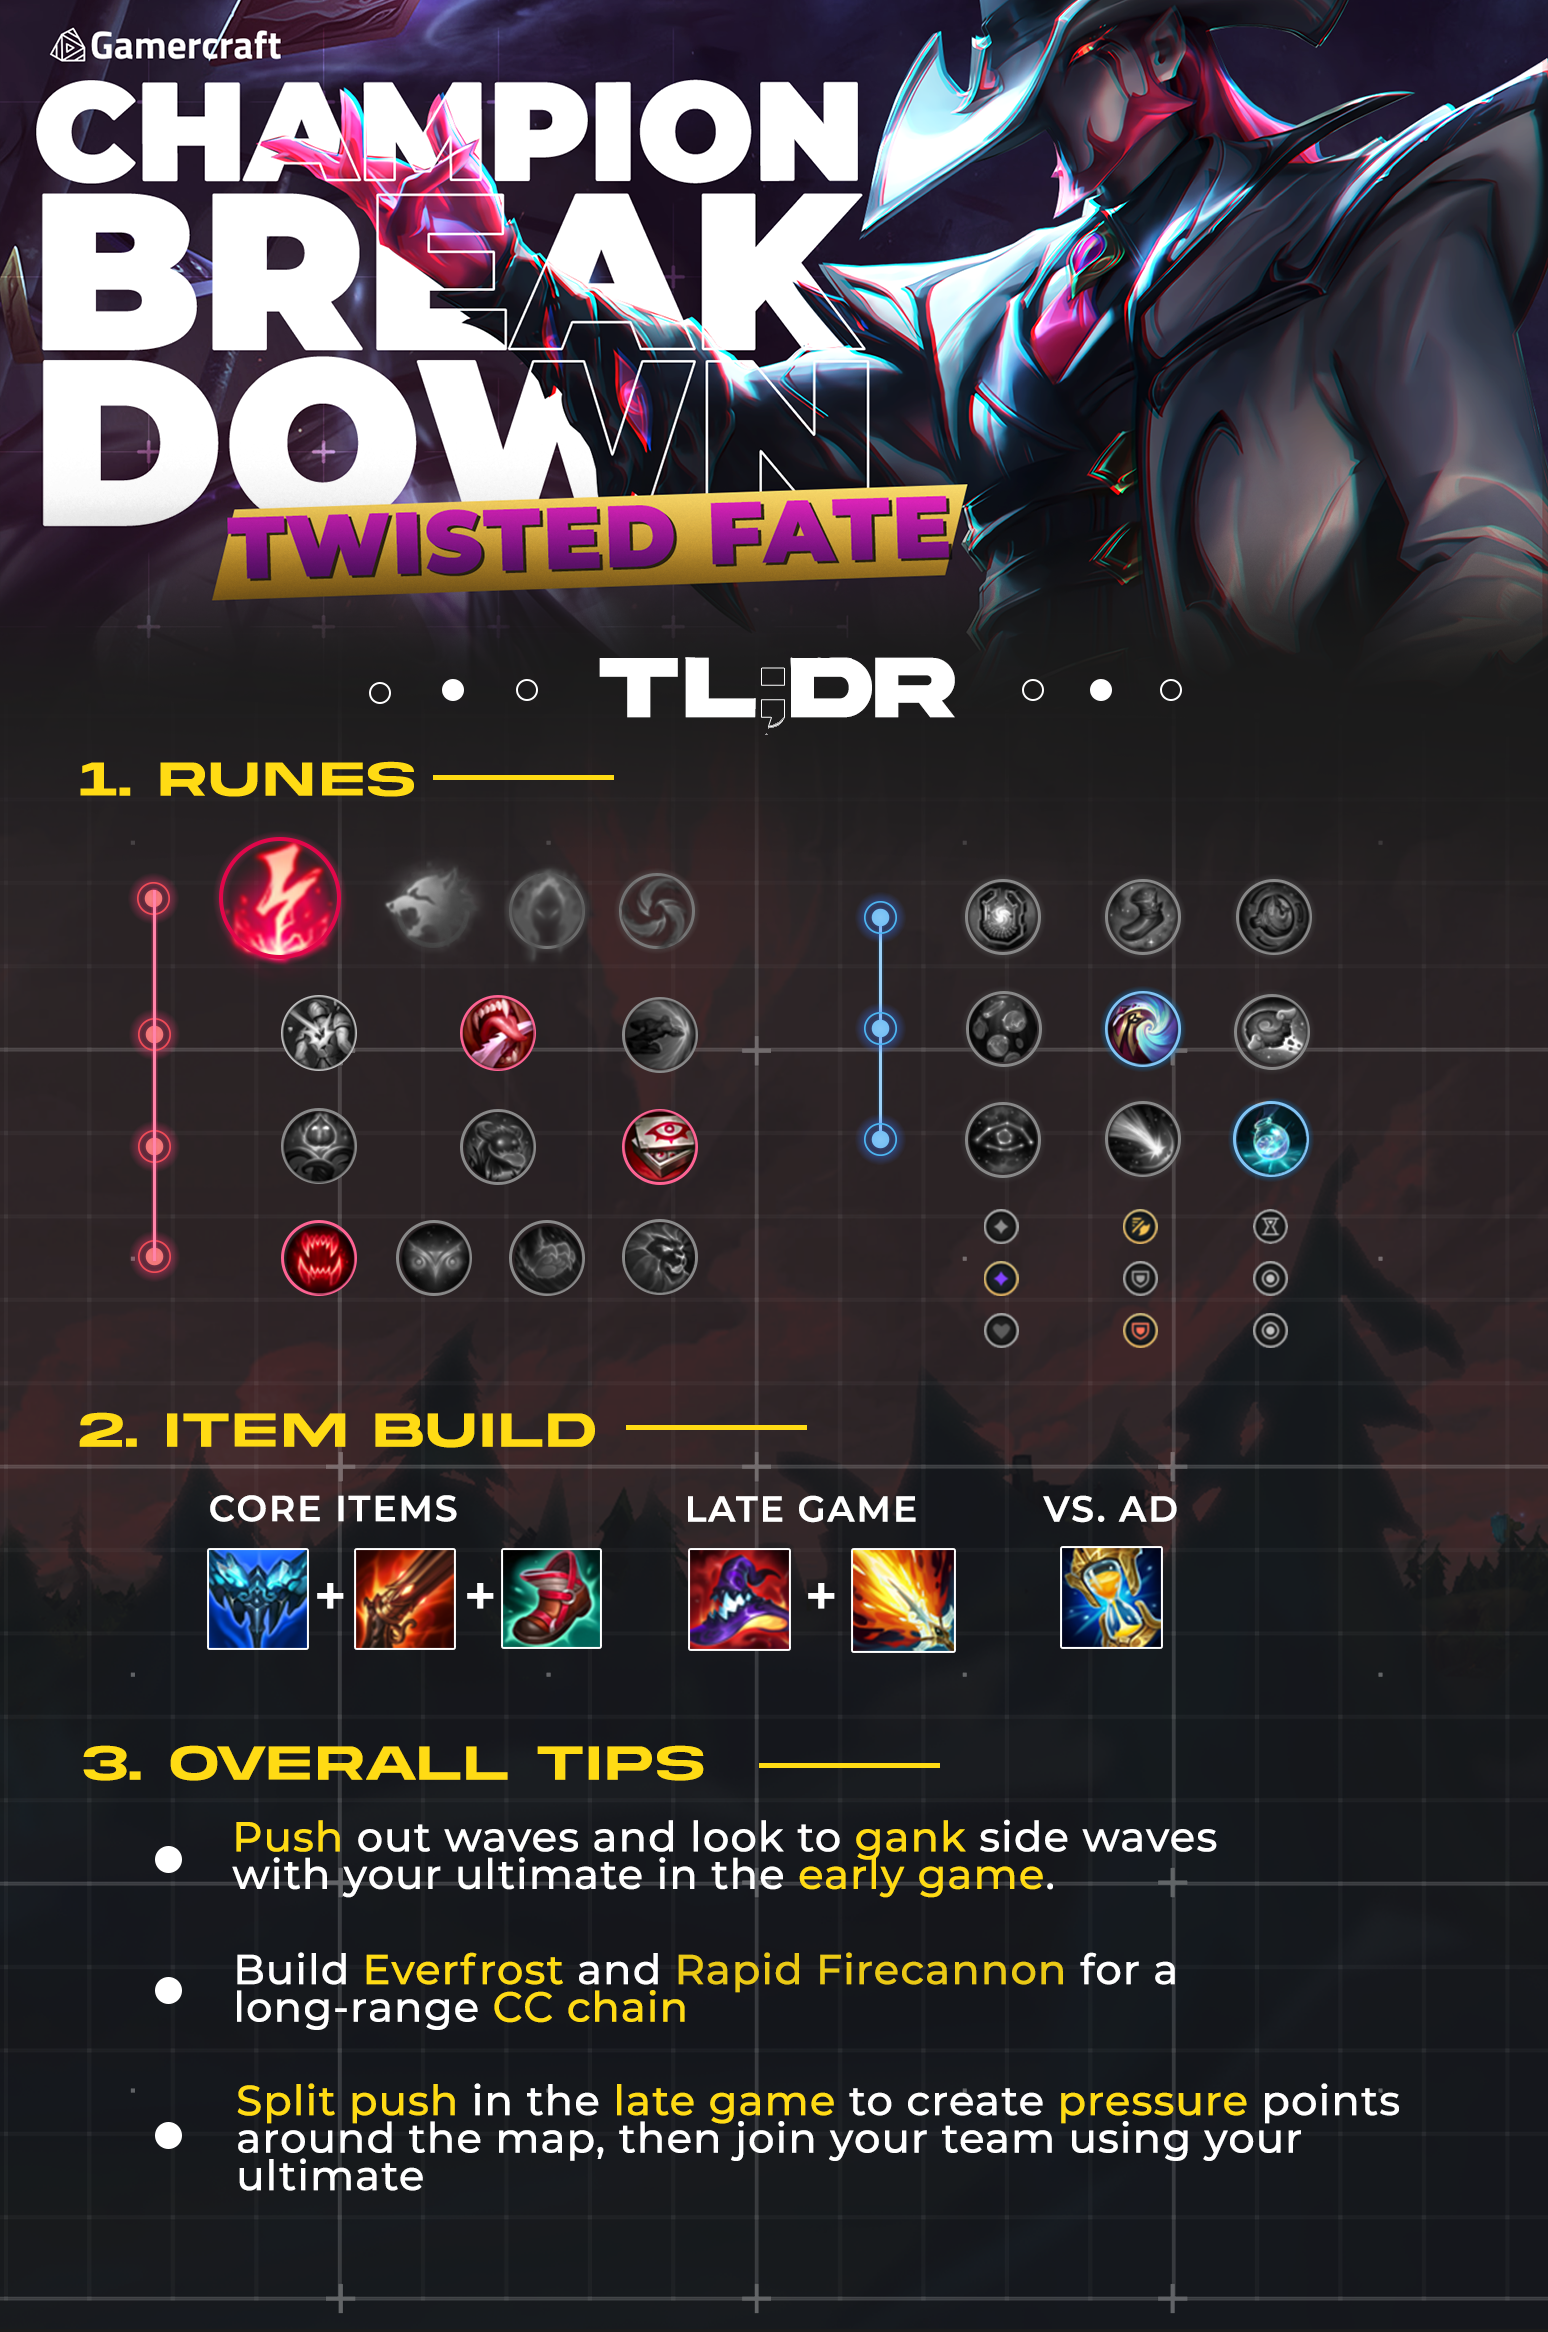 Gamercraft
CHAMPION
BREAK
DOWN
TWISTED FATE
TL;DR
1. RUNES
2. ITEM BUILD
CORE ITEMS
LATE GAME
VS. AD
+
+
+
3. OVERALL TIPS
Push out waves and look to gank side waves
with your ultimate in the early game.
Build Everfrost and Rapid Firecannon for a
long-range CC chain
Split push in the late game to create pressure points
around the map, then join your team using your
ultimate